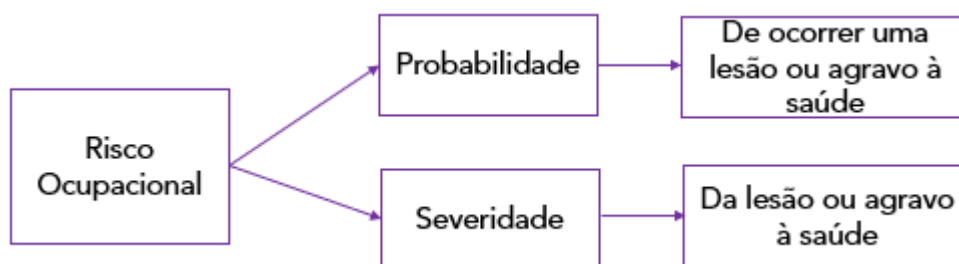 Risco
Ocupacional
Probabilidade
De ocorrer uma
lesão ou agravo à
saúde
Severidade
Da lesão ou agravo
à saúde